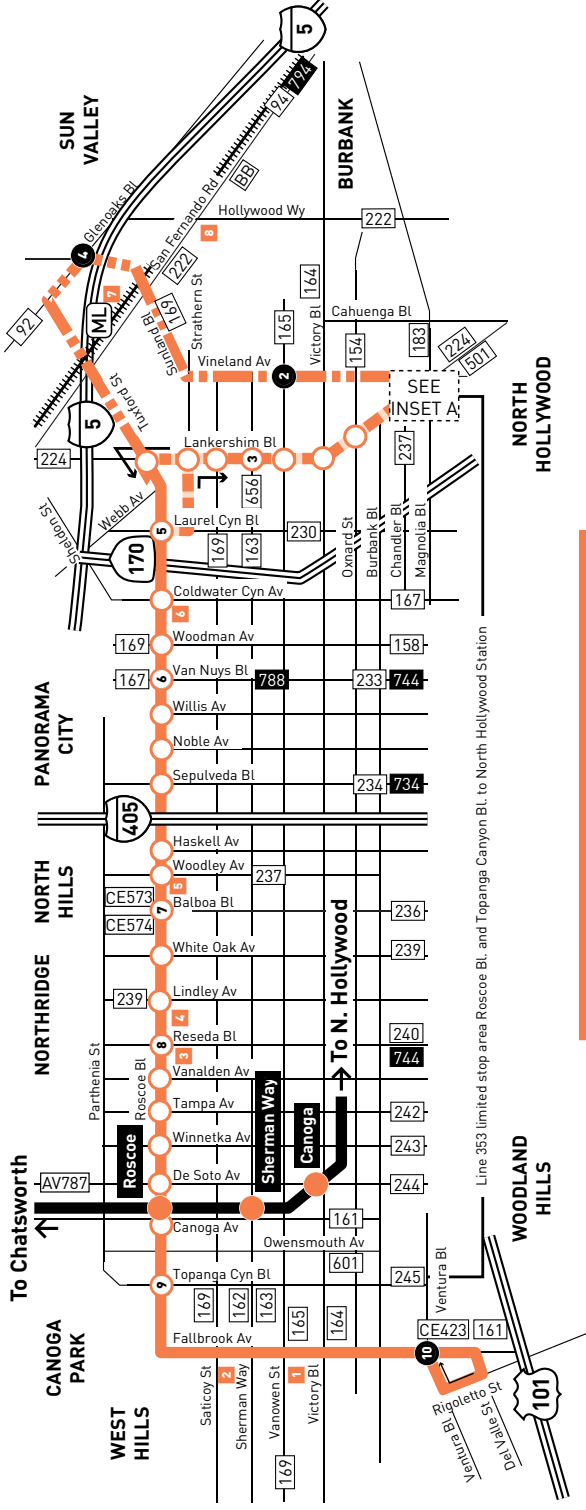 5
794
94
SUN
VALLEY
BURBANK
Glenoaks Bl
San Fernando Rd
BB
Hollywood Wy
8
222
222
4
92
7
ML
Sunland Bl
169
Strathern St
164
165
Victory Bl
Cahuenga Bl
154
183
224
501
Vineland Av
2
Tuxford St
5
SEE
INSET A
NORTH
HOLLYWOOD
224
Lankershim Bl
3
237
656
Webb Av
Sheldon St
Laurel Cyn Bl
5
230
170
169
163
Oxnard St
Burbank Bl
Chandler Bl
Magnolia Bl
Coldwater Cyn Av
6
167
169
Woodman Av
158
167
6
Van Nuys Bl
788
233
744
PANORAMA
CITY
Willis Av
Noble Av
Sepulveda Bl
234
734
405
Haskell Av
Woodley Av
5
237
NORTH
HILLS
CE573
CE574
7
Balboa Bl
236
White Oak Av
239
239
Lindley Av
4
NORTHRIDGE
8
Reseda Bl
3
240
744
To N. Hollywood
Parthenia St
Roscoe Bl
Vanalden Av
Tampa Av
242
Winnetka Av
243
Roscoe
Sherman Way
Canoga
AV787
De Soto Av
244
To Chatsworth
Canoga Av
161
Owensmouth Av
601
9
Topanga Cyn Bl
245
Ventura Bl
Line 353 limited stop area Roscoe Bl. and Topanga Canyon Bl. to North Hollywood Station
WOODLAND
HILLS
CANOGA
PARK
169
162
163
165
164
Fallbrook Av
10
CE423
161
WEST
HILLS
Saticoy St
2
Sherman Way
Vanowen St
1
Victory Bl
169
Rigoletto St
Ventura Bl
Del Valle St
101